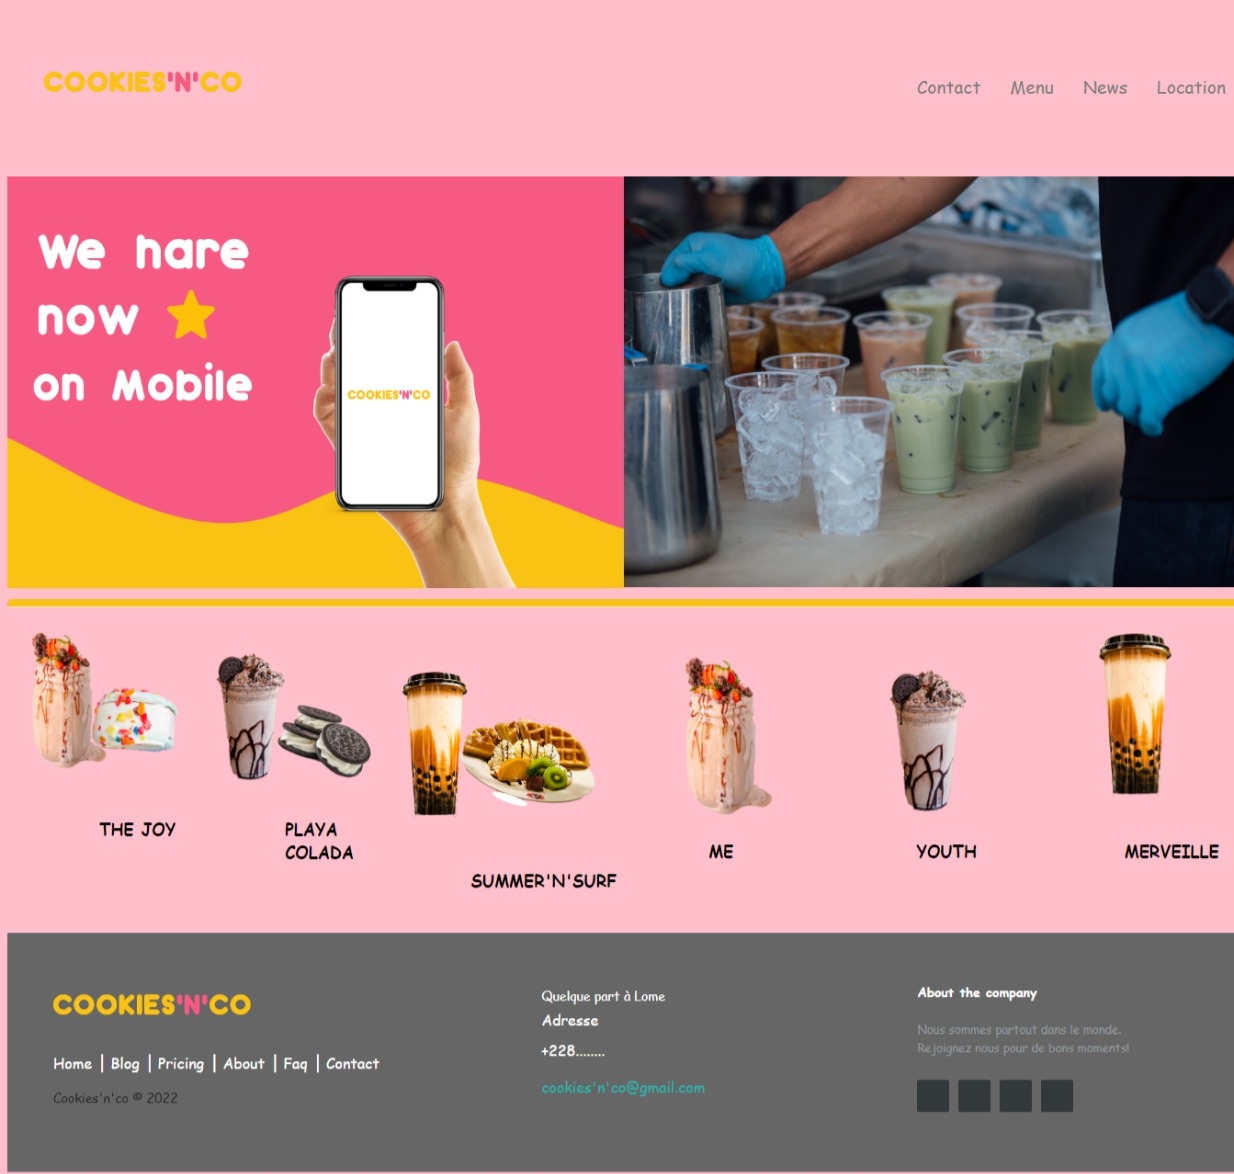 COOKIES'N'CO
Contact Menu News Location
We hare
now
on Mobile
COOKIES'N'CO
THE JOY
PLAYA
COLADA
SUMMER'N'SURF
ME
YOUTH
MERVEILLE
COOKIES'N'CO
Home | Blog | Pricing | About | Faq | Contact
Cookies'n'co © 2022
Quelque part à Lome
Adresse
+228........
cookies'n'co@gmail.com
About the company
Nous sommes partout dans le monde.
Rejoignez nous pour de bons moments!